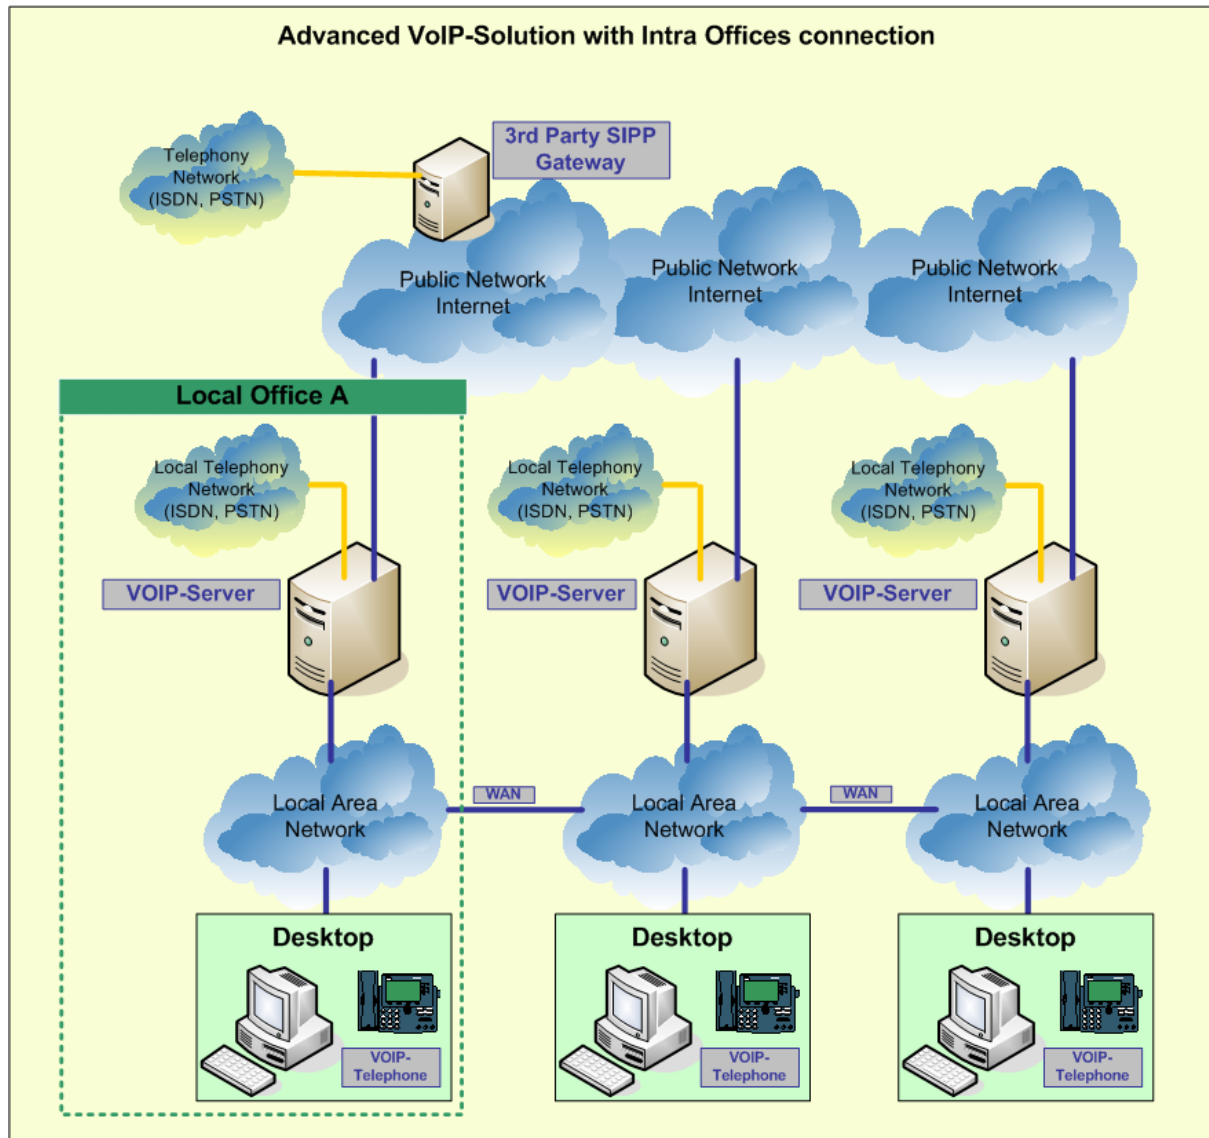 Advanced VoIP-Solution with Intra Offices connection
3rd Party SIPP
Gateway
Telephony
Network
(ISDN, PSTN)
Public Network
Internet
Public Network
Internet
Public Network
Internet
Local Office A
Local Telephony
Network
(ISDN, PSTN)
Local Telephony
Network
(ISDN, PSTN)
Local Telephony
Network
(ISDN, PSTN)
VOIP-Server
VOIP-Server
VOIP-Server
Local Area
Network
WAN
Local Area
Network
WAN
Local Area
Network
Desktop
VOIP-
Telephone
Desktop
VOIP-
Telephone
Desktop
VOIP-
Telephone